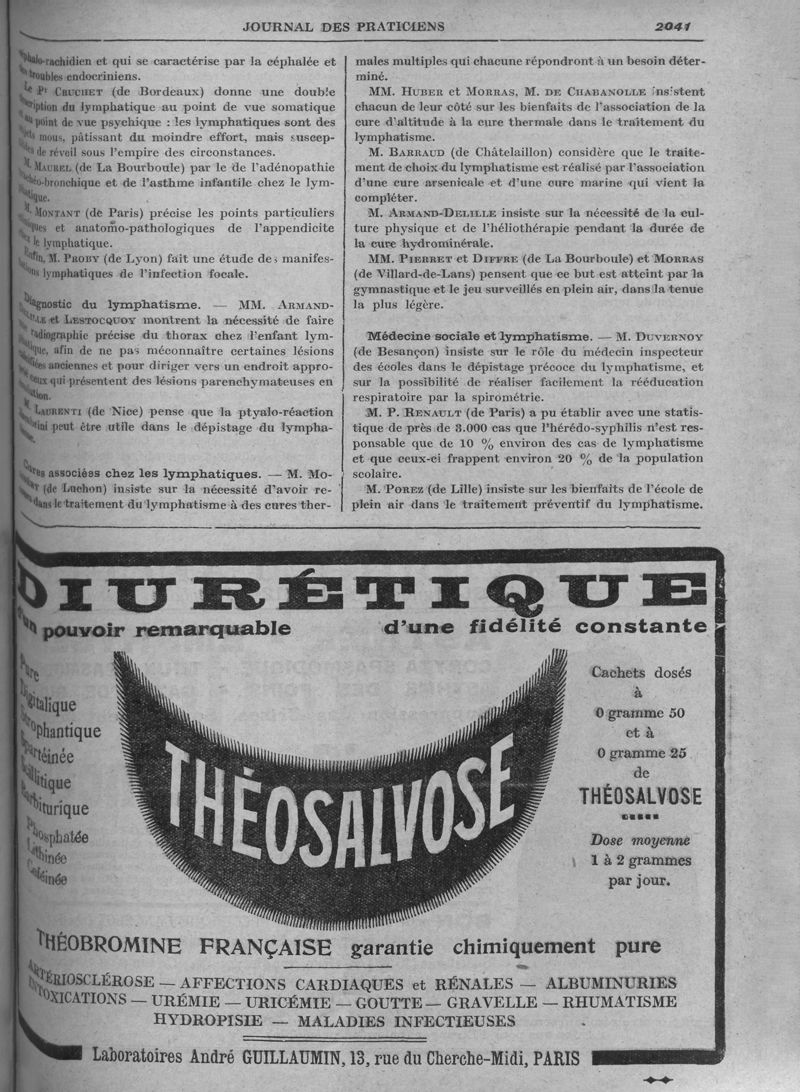 JOURNAL DES PRATICIENS 2041
rachidien et qui se caractérise par la céphalée et
troubles endocriniens.
Le Pr CRUCHET (de Bordeaux) donne une double
du lymphatique au point de vue somatique
point de vue psychique : les lymphatiques sont des
mous, pâtissant du moindre effort, mais suscep-
de réveil sous l'empire des circonstances.
M. MAUREL (de La Bourboule) par le de l'adénopathie
bronchique et de l'asthme infantile chez le lym-
M. MONTANT (de Paris) précise les points particuliers
et anatomo-pathologiques de l'appendicite
le lymphatique.
Enfin, M. PROBY (de Lyon) fait une étude des manifes-
lymphatiques de l'infection focale.
Diagnostic du lymphatisme. — MM. ARMAND-
et LESTOCQUOY montrent la nécessité de faire
radiographie précise du thorax chez l'enfant lym-
afin de ne pas méconnaître certaines lésions
anciennes et pour diriger vers un endroit appro-
ceux qui présentent des lésions parenchymateuses en
M. LAURENTI (de Nice) pense que la ptyalo-réaction
peut être utile dans le dépistage du lympha-
Cures associées chez les lymphatiques. — M. Mo-
(de Luchon) insiste sur la nécessité d'avoir re-
dans le traitement du lymphatisme à des cures ther-
males multiples qui chacune répondront à un besoin déter-
miné.
MM. HUBER et MORRAS, M. DE CHABANOLLE insistent
chacun de leur côté sur les bienfaits de l'association de la
cure d'altitude à la cure thermale dans le traitement du
lymphatisme.
M. BARRAUD (de Châtelaillon) considère que le traite-
ment de choix du lymphatisme est réalisé par l'association
d'une cure arsenicale et d'une cure marine qui vient la
compléter.
M. ARMAND-DELILLE insiste sur la nécessité de la cul-
ture physique et de l'héliothérapie pendant la durée de
la cure hydrominérale.
MM. PIERRET et DIFFRE (de La Bourboule) et MORRAS
(de Villard-de-Lans) pensent que ce but est atteint par la
gymnastique et le jeu surveillés en plein air, dans la tenue
la plus légère.
Médecine sociale et lymphatisme. — M. DUVERNOY
(de Besançon) insiste sur le rôle du médecin inspecteur
des écoles dans le dépistage précoce du lymphatisme, et
sur la possibilité de réaliser facilement la rééducation
respiratoire par la spirométrie.
M. P. RENAULT (de Paris) a pu établir avec une statis-
tique de près de 3.000 cas que l'hérédo-syphilis n'est res-
ponsable que de 10 % environ des cas de lymphatisme
et que ceux-ci frappent environ 20 % de la population
scolaire.
M. POREZ (de Lille) insiste sur les bienfaits de l'école de
plein air dans le traitement préventif du lymphatisme.
DIURÉTIQUE
D'un pouvoir remarquable d'une fidélité constante
Pure
Digitalique
Strophantique
Spartéinée
Scillitique
Barbiturique
Phosphatée
Lithinée
Caféinée
THÉOSALVOSE
Cachets dosés
à
0 gramme 50
et à
0 gramme 25
de
THÉOSALVOSE
Dose moyenne
1 à 2 grammes
par jour.
THÉOBROMINE FRANÇAISE garantie chimiquement pure
ARTÉRIOSCLÉROSE — AFFECTIONS CARDIAQUES et RÉNALES — ALBUMINURIES
INTOXICATIONS — URÉMIE — URICÉMIE — GOUTTE — GRAVELLE — RHUMATISME
HYDROPISIE — MALADIES INFECTIEUSES
Laboratoires André GUILLAUMIN, 13, rue du Cherche-Midi, PARIS